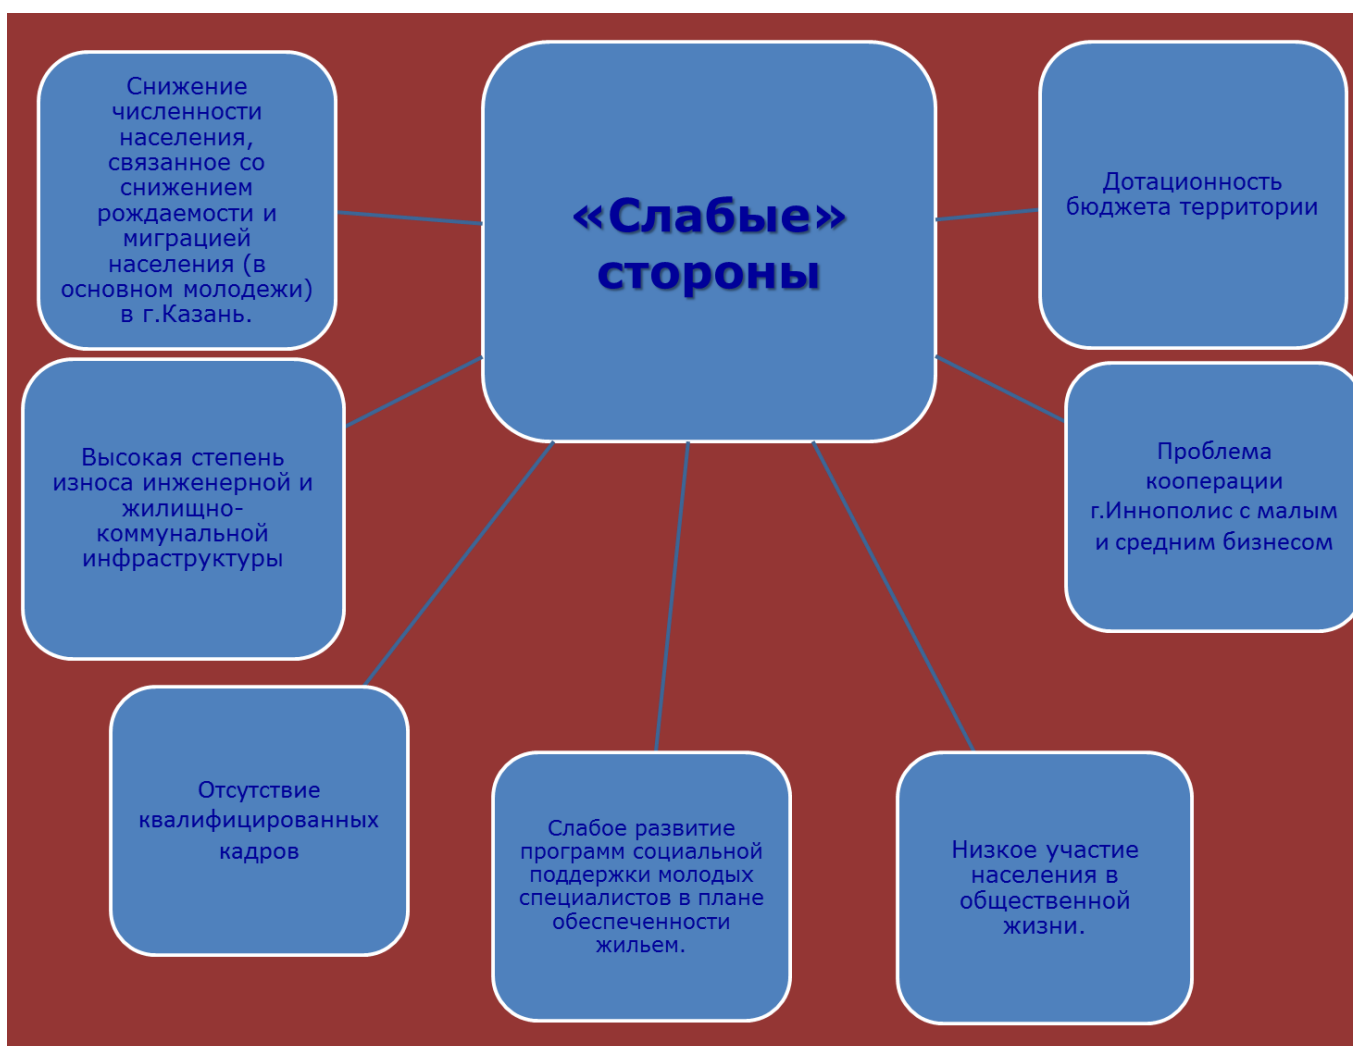 Снижение
численности
населения,
связанное со
снижением
рождаемости и
миграцией
населения (в
основном молодежи)
в г.Казань.
«Слабые»
стороны
Дотационность
бюджета территории
Высокая степень
износа инженерной и
жилищно-
коммунальной
инфраструктуры
Проблема
кооперации
г.Иннополис с малым
и средним бизнесом
Отсутствие
квалифицированных
кадров
Слабое развитие
программ социальной
поддержки молодых
специалистов в плане
обеспеченности
жильем.
Низкое участие
населения в
общественной
жизни.